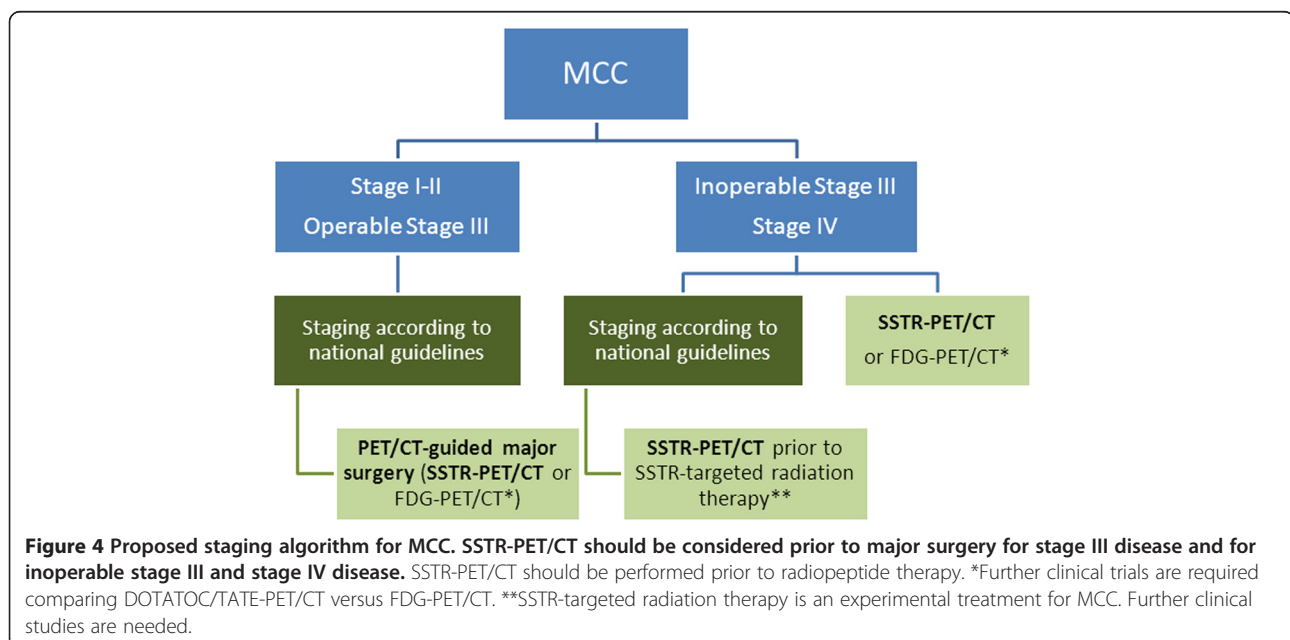 MCC
Stage I-II
Operable Stage III
Inoperable Stage III
Stage IV
Staging according to
national guidelines
Staging according to
national guidelines
SSTR-PET/CT
or FDG-PET/CT*
PET/CT-guided major
surgery (SSTR-PET/CT or
FDG-PET/CT*)
SSTR-PET/CT prior to
SSTR-targeted radiation
therapy**
Figure 4 Proposed staging algorithm for MCC. SSTR-PET/CT should be considered prior to major surgery for stage III disease and for
inoperable stage III and stage IV disease. SSTR-PET/CT should be performed prior to radiopeptide therapy. *Further clinical trials are required
comparing DOTATOC/TATE-PET/CT versus FDG-PET/CT. **SSTR-targeted radiation therapy is an experimental treatment for MCC. Further clinical
studies are needed.